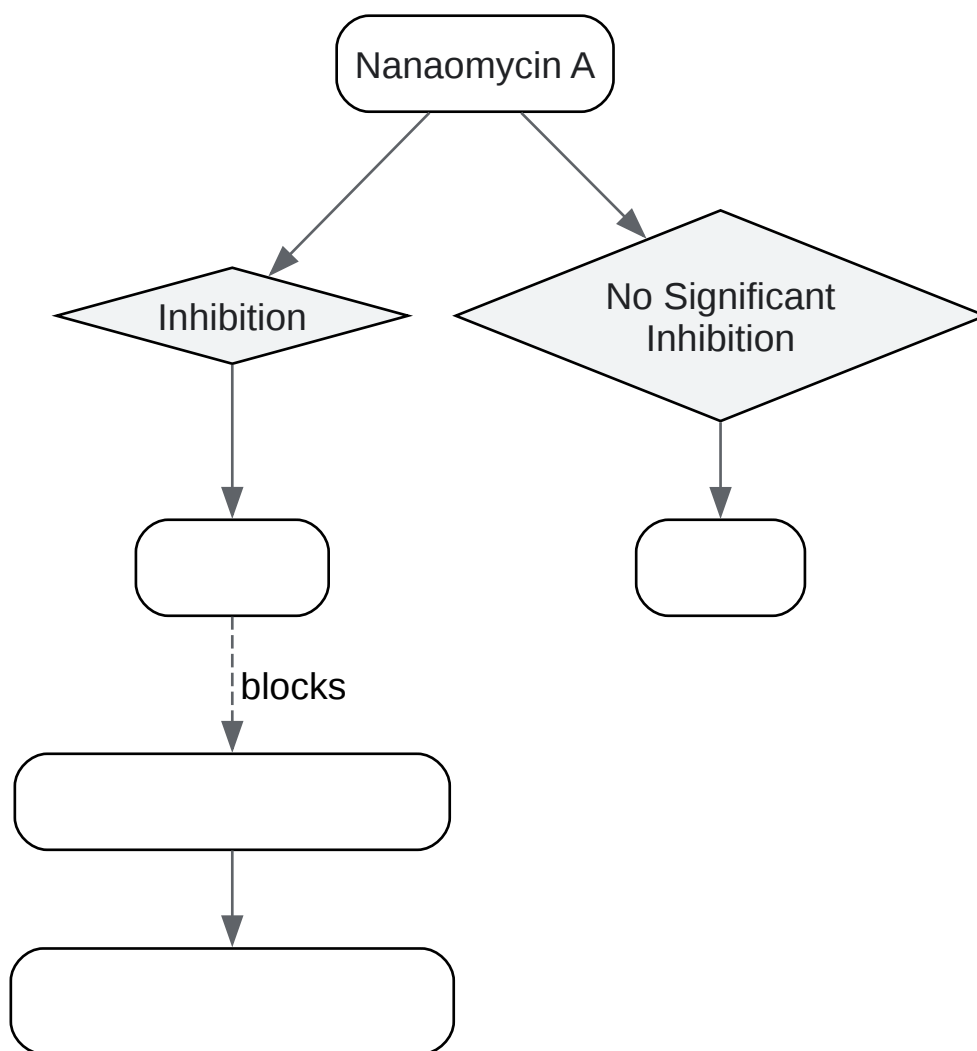 Nanaomycin A
Inhibition
No Significant
Inhibition
blocks